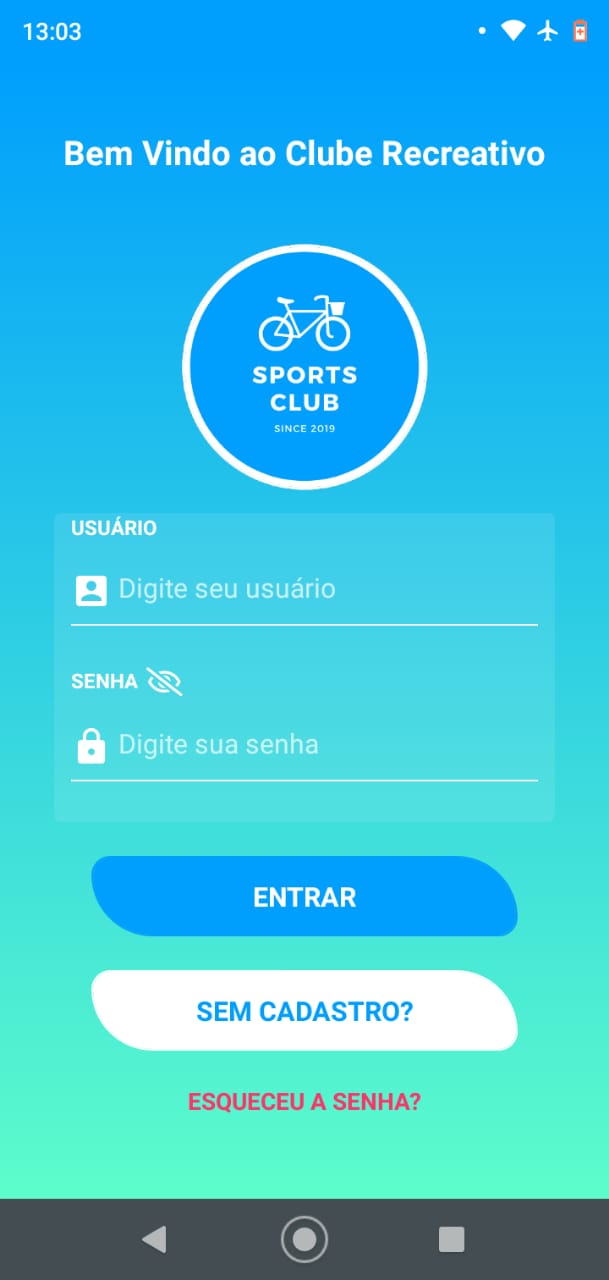 13:03
Bem Vindo ao Clube Recreativo
SPORTS
CLUB
SINCE 2019
USUÁRIO
Digite seu usuário
SENHA
Digite sua senha
ENTRAR
SEM CADASTRO?
ESQUECEU A SENHA?